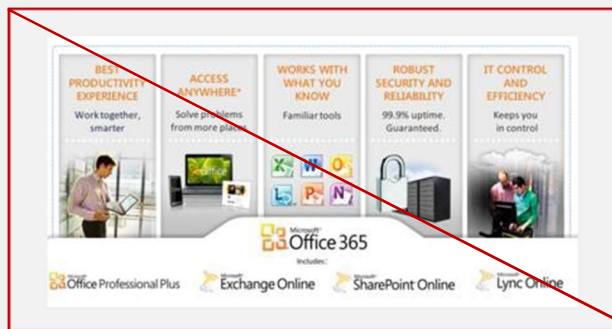 BEST
PRODUCTIVITY
EXPERIENCE
Work together,
smarter
ACCESS
ANYWHERE*
Solve problems
from more places
WORKS WITH
WHAT YOU
KNOW
Familiar tools
X W O
L P N
ROBUST
SECURITY AND
RELIABILITY
99.9% uptime.
Guaranteed.
IT CONTROL
AND
EFFICIENCY
Keeps you
in control
Office
Microsoft
Office 365
Includes:
Office Professional Plus
Exchange Online
SharePoint Online
Lync Online